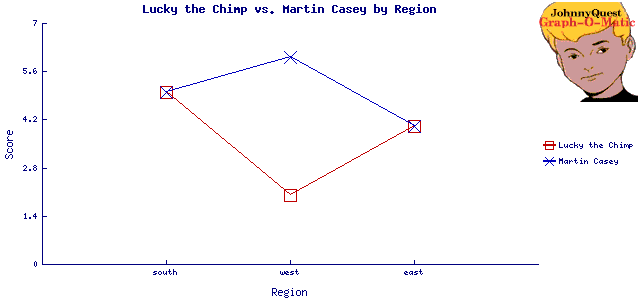 Lucky the Chimp vs. Martin Casey by Region
JohnnyQuest
Graph-O-Matic
7
5.6
4.2
2.8
1.4
0
Score
south
west
east
Region
Lucky the Chimp
Martin Casey